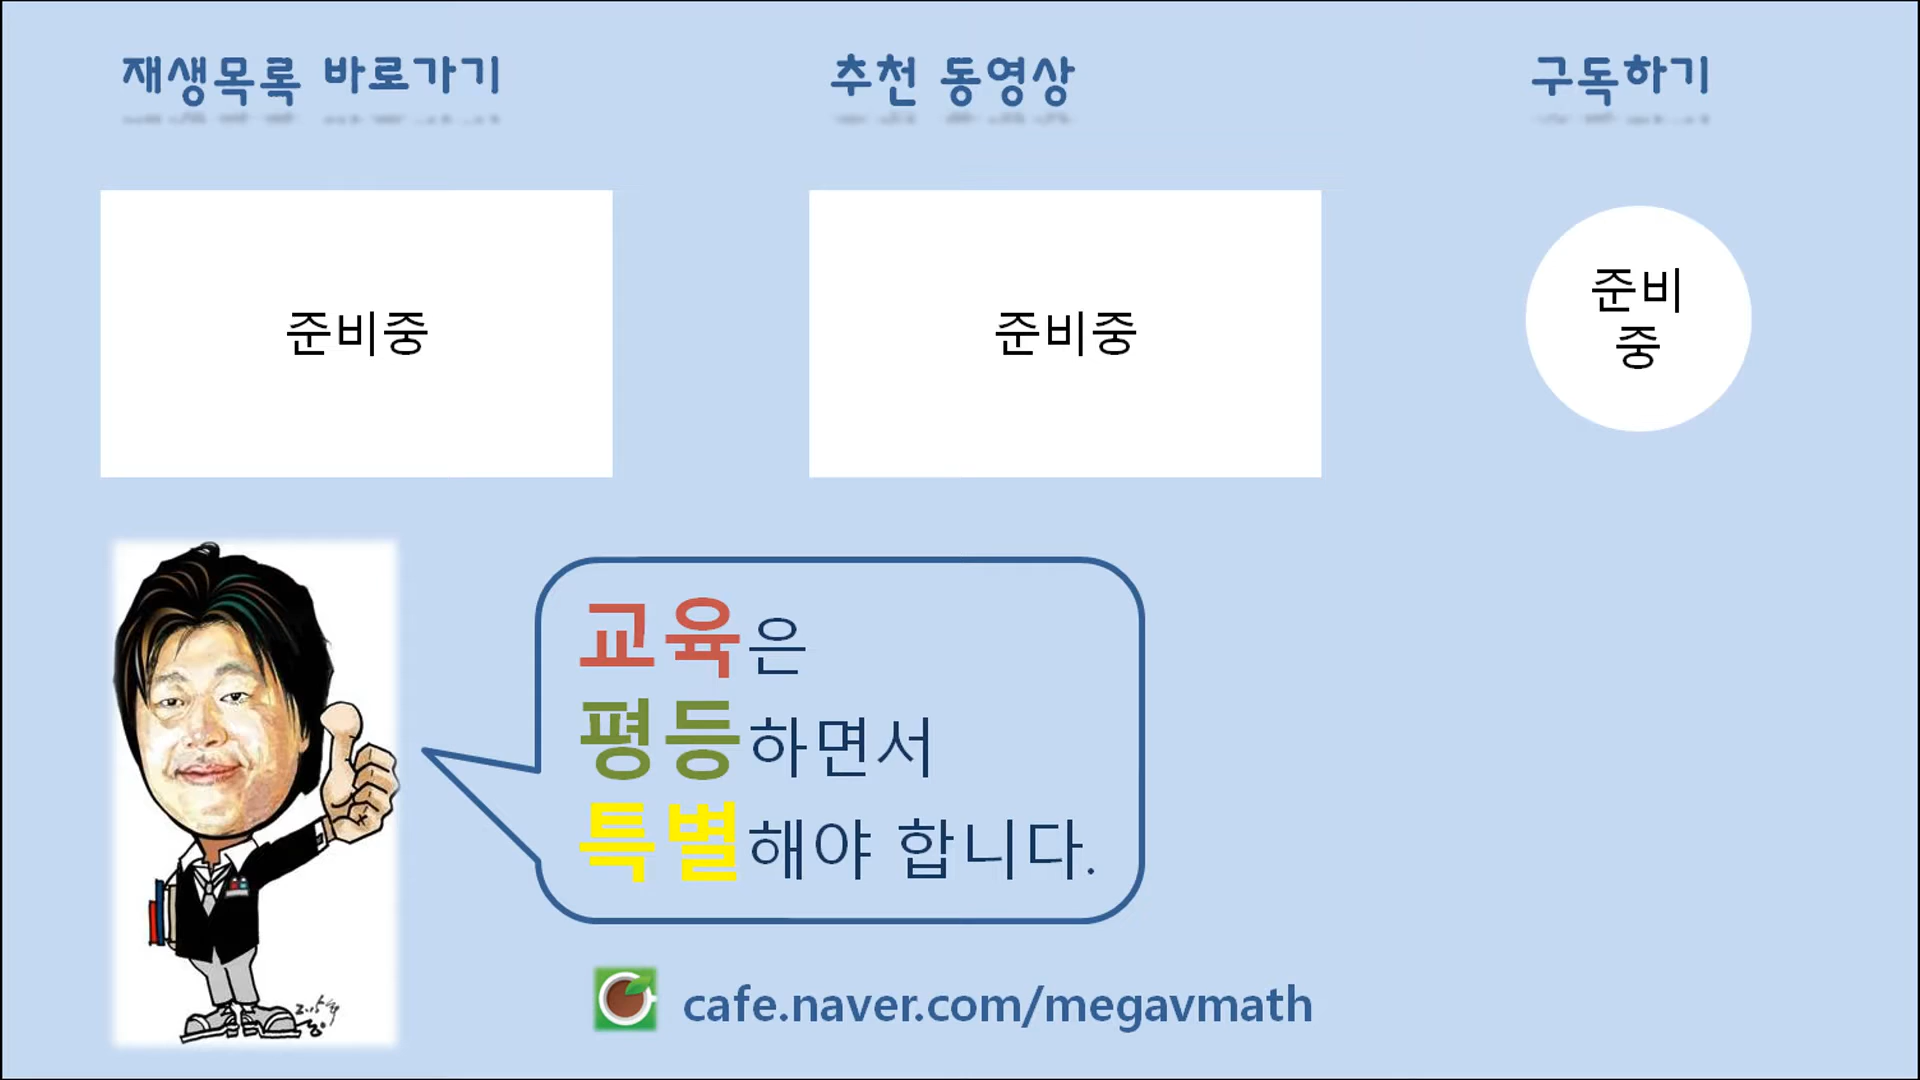 재생목록 바로가기
추천 동영상
구독하기
준비중
준비중
준비
중
교육은
평등하면서
특별해야 합니다.
cafe.naver.com/megavmath